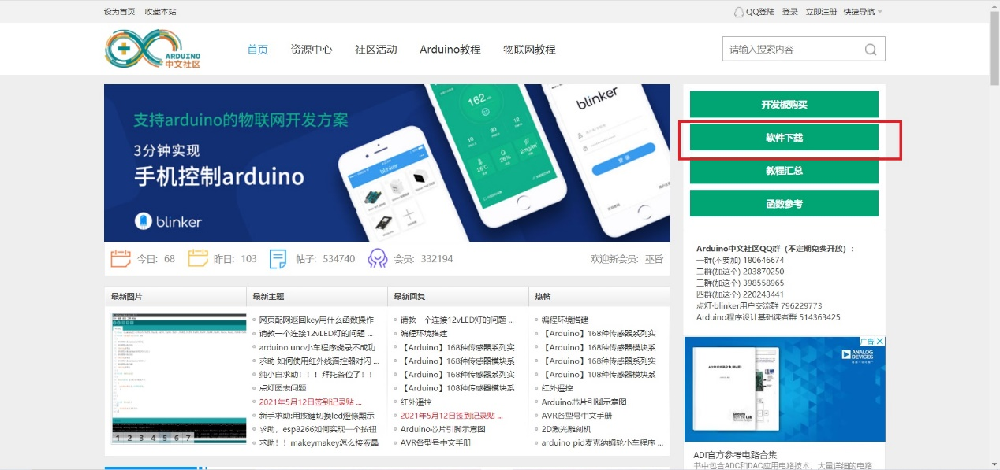 设为首页 收藏本站
QQ登陆 登录 立即注册 快捷导航
ARDUINO
中文社区
首页 资源中心 社区活动 Arduino教程 物联网教程
请输入搜索内容
支持arduino的物联网开发方案
3分钟实现
手机控制arduino
blinker
162
blinker
登录
开发板购买
软件下载
教程汇总
函数参考
今日: 68 昨日: 103 帖子: 534740 会员: 332194 欢迎新会员: 巫昏
Arduino中文社区QQ群（不定期免费开放）：
一群(不要加) 180646674
二群(加这个) 203870250
三群(加这个) 398558965
四群(加这个) 220243441
点灯·blinker用户交流群 796229773
Arduino程序设计基础读者群 514363425
最新图片
1 2 3 4 5 6 7
最新主题
网页配网返回key用什么函数操作
请教一个连接12vLED灯的问题 ...
arduino uno小车程序烧录不成功
求助 如何使用红外线遥控器对闪 ...
纯小白求助！！！拜托各位了！！
点灯图表问题
2021年5月12日签到记录贴 ...
新手求助:用按键切换led燈條顯示
求助，esp8266如何实现一个按钮
求助！！makeymakey怎么接液晶
最新回复
请教一个连接12vLED灯的问题 ...
编程环境搭建
【Arduino】168种传感器系列实
【Arduino】168种传感器模块系
【Arduino】168种传感器系列实
【Arduino】108种传感器模块系
红外遥控
2021年5月12日签到记录贴 ...
Arduino芯片引脚示意图
AVR各型号中文手册
热帖
编程环境搭建
【Arduino】168种传感器系列实
【Arduino】168种传感器模块系
【Arduino】168种传感器系列实
【Arduino】108种传感器模块系
红外遥控
Arduino芯片引脚示意图
AVR各型号中文手册
2D激光雕刻机
arduino pid麦克纳姆轮小车程序 ...
广告
ANALOG
DEVICES
Circuits
from the Lab
ADI官方参考电路合集
书中包含ADC和DAC应用电路技术，大量详细的电路